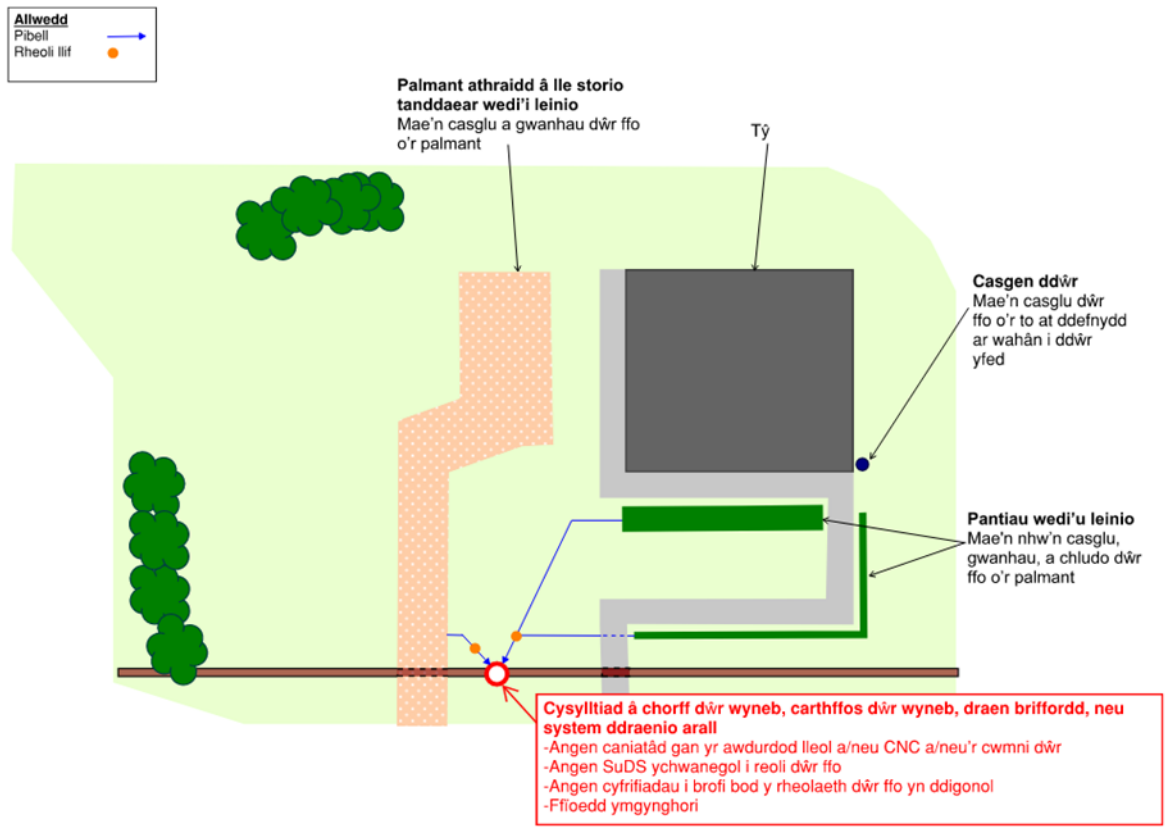 Allwedd
Pibell
Rheoli llif
Palmant athraidd â lle storio
tanddaear wedi'i leinio
Mae'n casglu a gwanhau dŵr ffo
o'r palmant
Tŷ
Casgen ddŵr
Mae'n casglu dŵr
ffo o'r to at ddefnydd
ar wahân i ddŵr
yfed
Pantiau wedi'u leinio
Mae'n nhw'n casglu,
gwanhau, a chludo dŵr
ffo o'r palmant
Cysylltiad â chorff dŵr wyneb, carthffos dŵr wyneb, draen briffordd, neu
system ddraenio arall
-Angen caniatâd gan yr awdurdod lleol a/neu CNC a/neu'r cwmni dŵr
-Angen SuDS ychwanegol i reoli dŵr ffo
-Angen cyfrifiadau i brofi bod y rheolaeth dŵr ffo yn ddigonol
-Ffïoedd ymgynghori